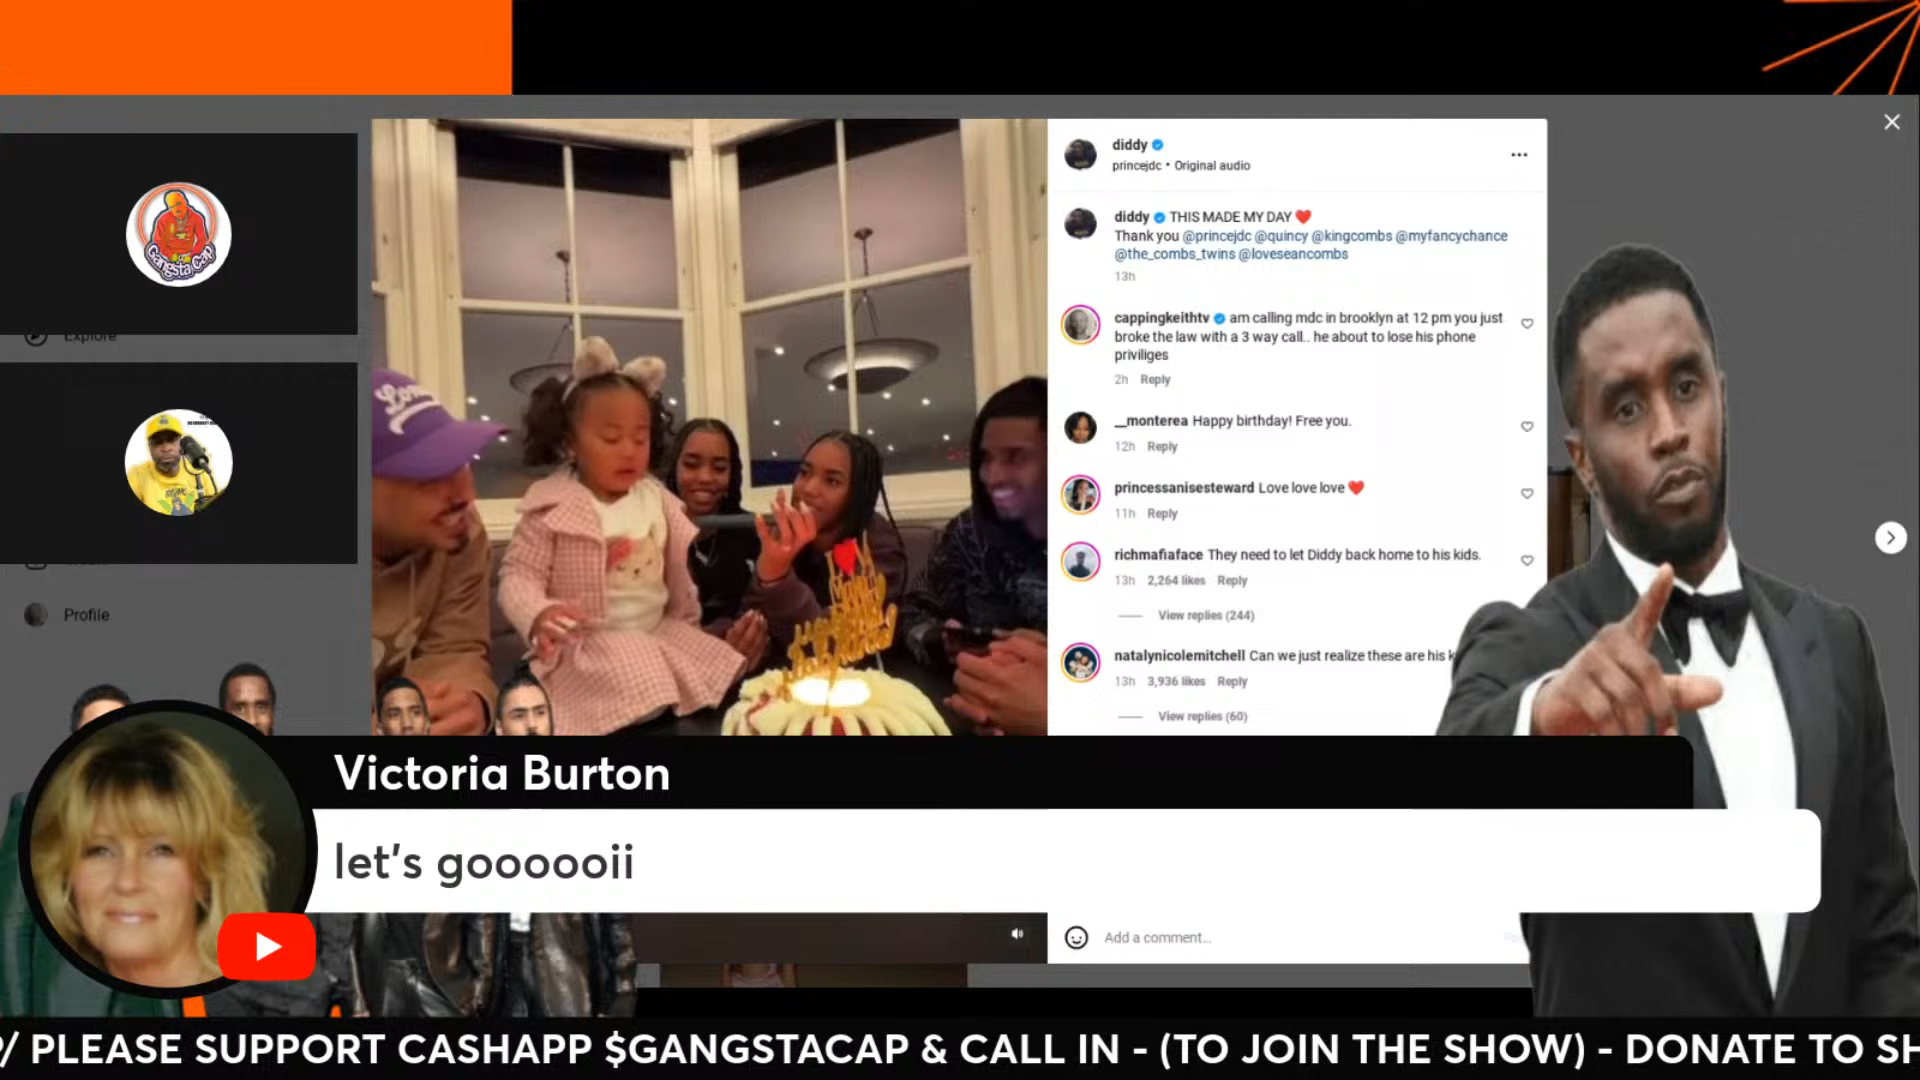 Gangsta Cap
Explore
Profile
diddy
princejdc • Original audio
diddy THIS MADE MY DAY ❤️
Thank you @princejdc @quincy @kingcombs @myfancychance
@the_combs_twins @loveseancombs
13h
cappingkeithtv am calling mdc in brooklyn at 12 pm you just
broke the law with a 3 way call.. he about to lose his phone
priviliges
2h Reply
__monterea Happy birthday! Free you.
12h Reply
princessanisesteward Love love love ❤️
11h Reply
richmafiaface They need to let Diddy back home to his kids.
13h 2,264 likes Reply
View replies (244)
natalynicolemitchell Can we just realize these are his
13h 3,936 likes Reply
View replies (60)
Victoria Burton
let's goooooii
Add a comment...
/ PLEASE SUPPORT CASHAPP $GANGSTACAP & CALL IN - (TO JOIN THE SHOW) - DONATE TO